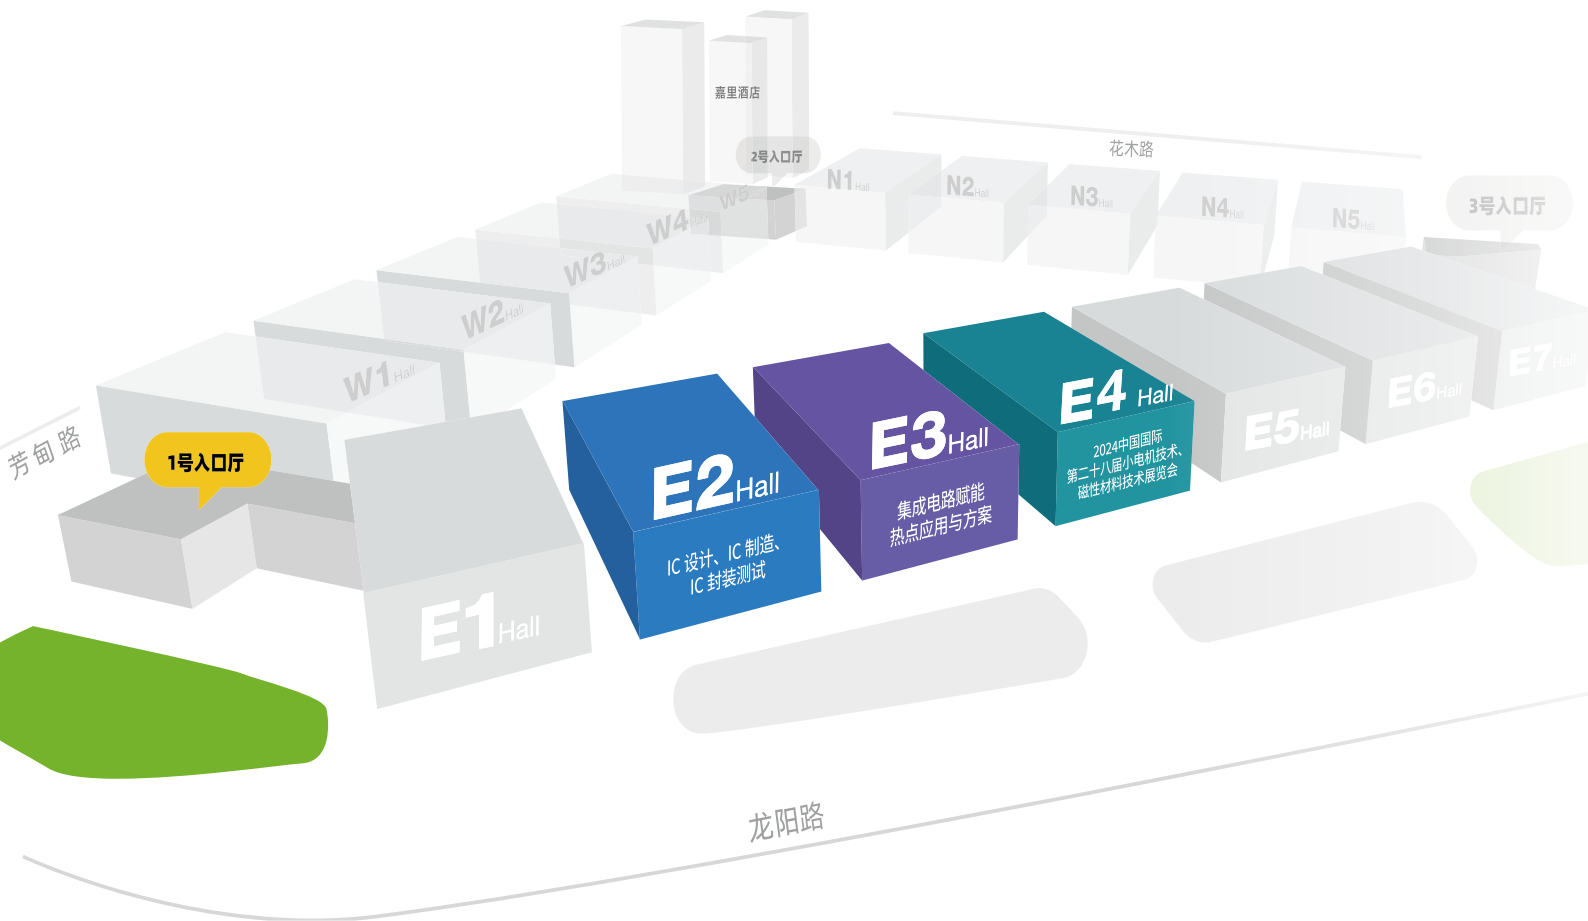 嘉里酒店
2号入口厅
花木路
3号入口厅
N1 Hall
N2 Hall
N3 Hall
N4 Hall
N5 Hall
W5
W4 Hall
W3 Hall
W2 Hall
W1 Hall
芳甸路
1号入口厅
E1 Hall
E2 Hall
IC 设计、IC 制造、
IC 封装测试
E3 Hall
集成电路赋能
热点应用与方案
E4 Hall
2024中国国际
第二十八届小电机技术、
磁性材料技术展览会
E5 Hall
E6 Hall
E7 Hall
龙阳路